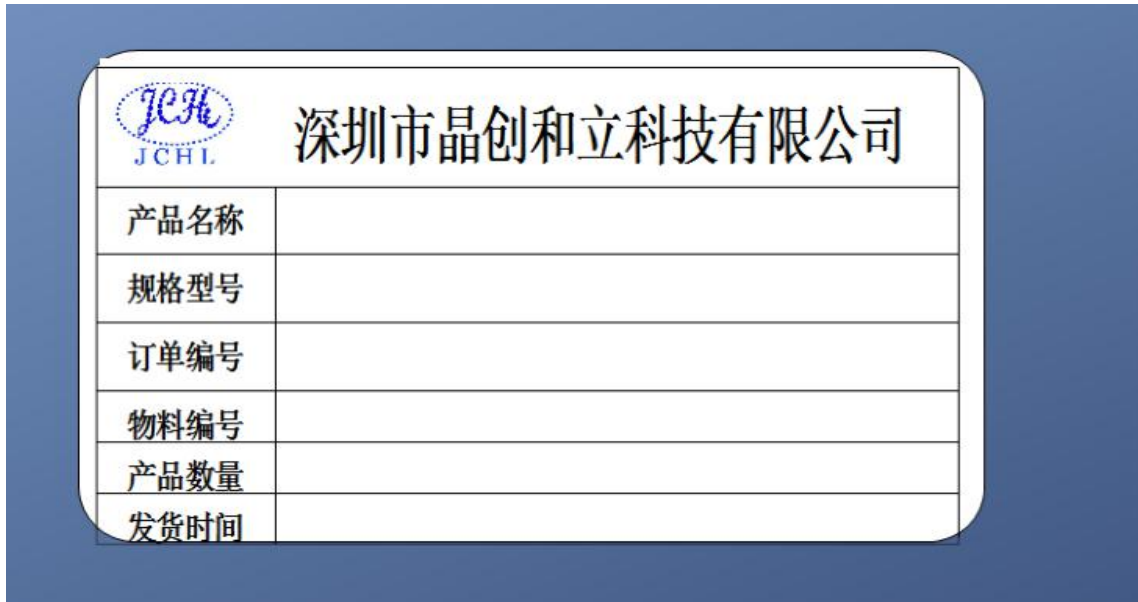 JCHL
JCHL
深圳市晶创和立科技有限公司
产品名称
规格型号
订单编号
物料编号
产品数量
发货时间